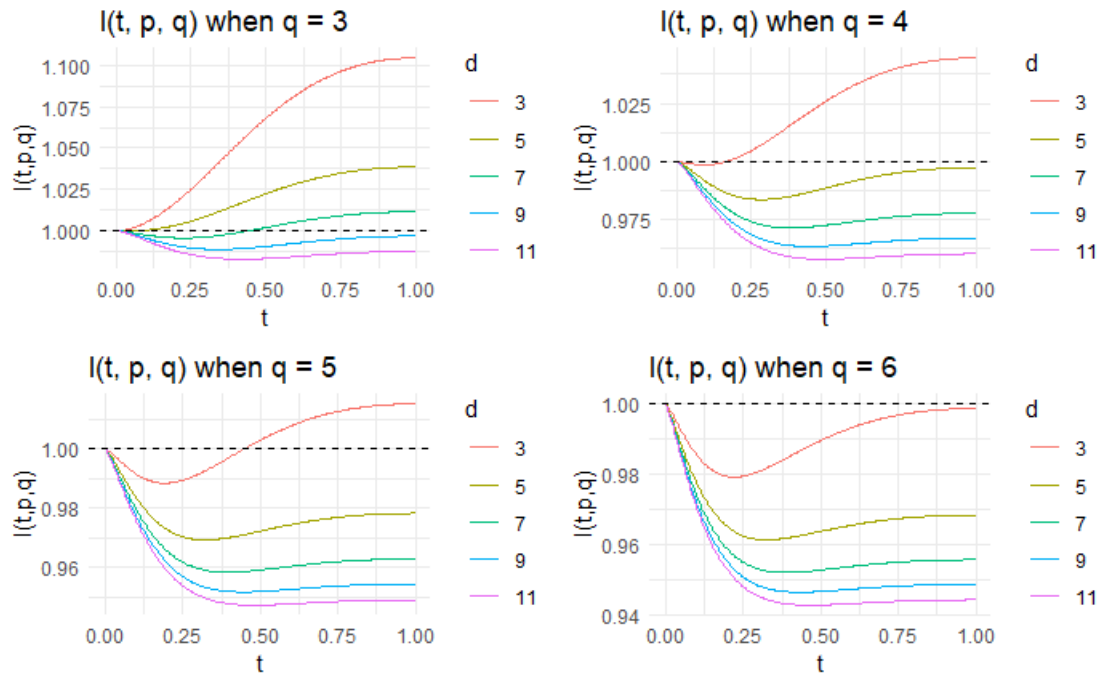 I(t, p, q) when q = 3
I(t,p,q)
1.100
1.075
1.050
1.025
1.000
0.00 0.25 0.50 0.75 1.00
t
d
3
5
7
9
11
I(t, p, q) when q = 4
I(t,p,q)
1.025
1.000
0.975
0.00 0.25 0.50 0.75 1.00
t
d
3
5
7
9
11
I(t, p, q) when q = 5
I(t,p,q)
1.00
0.98
0.96
0.00 0.25 0.50 0.75 1.00
t
d
3
5
7
9
11
I(t, p, q) when q = 6
I(t,p,q)
1.00
0.98
0.96
0.94
0.00 0.25 0.50 0.75 1.00
t
d
3
5
7
9
11